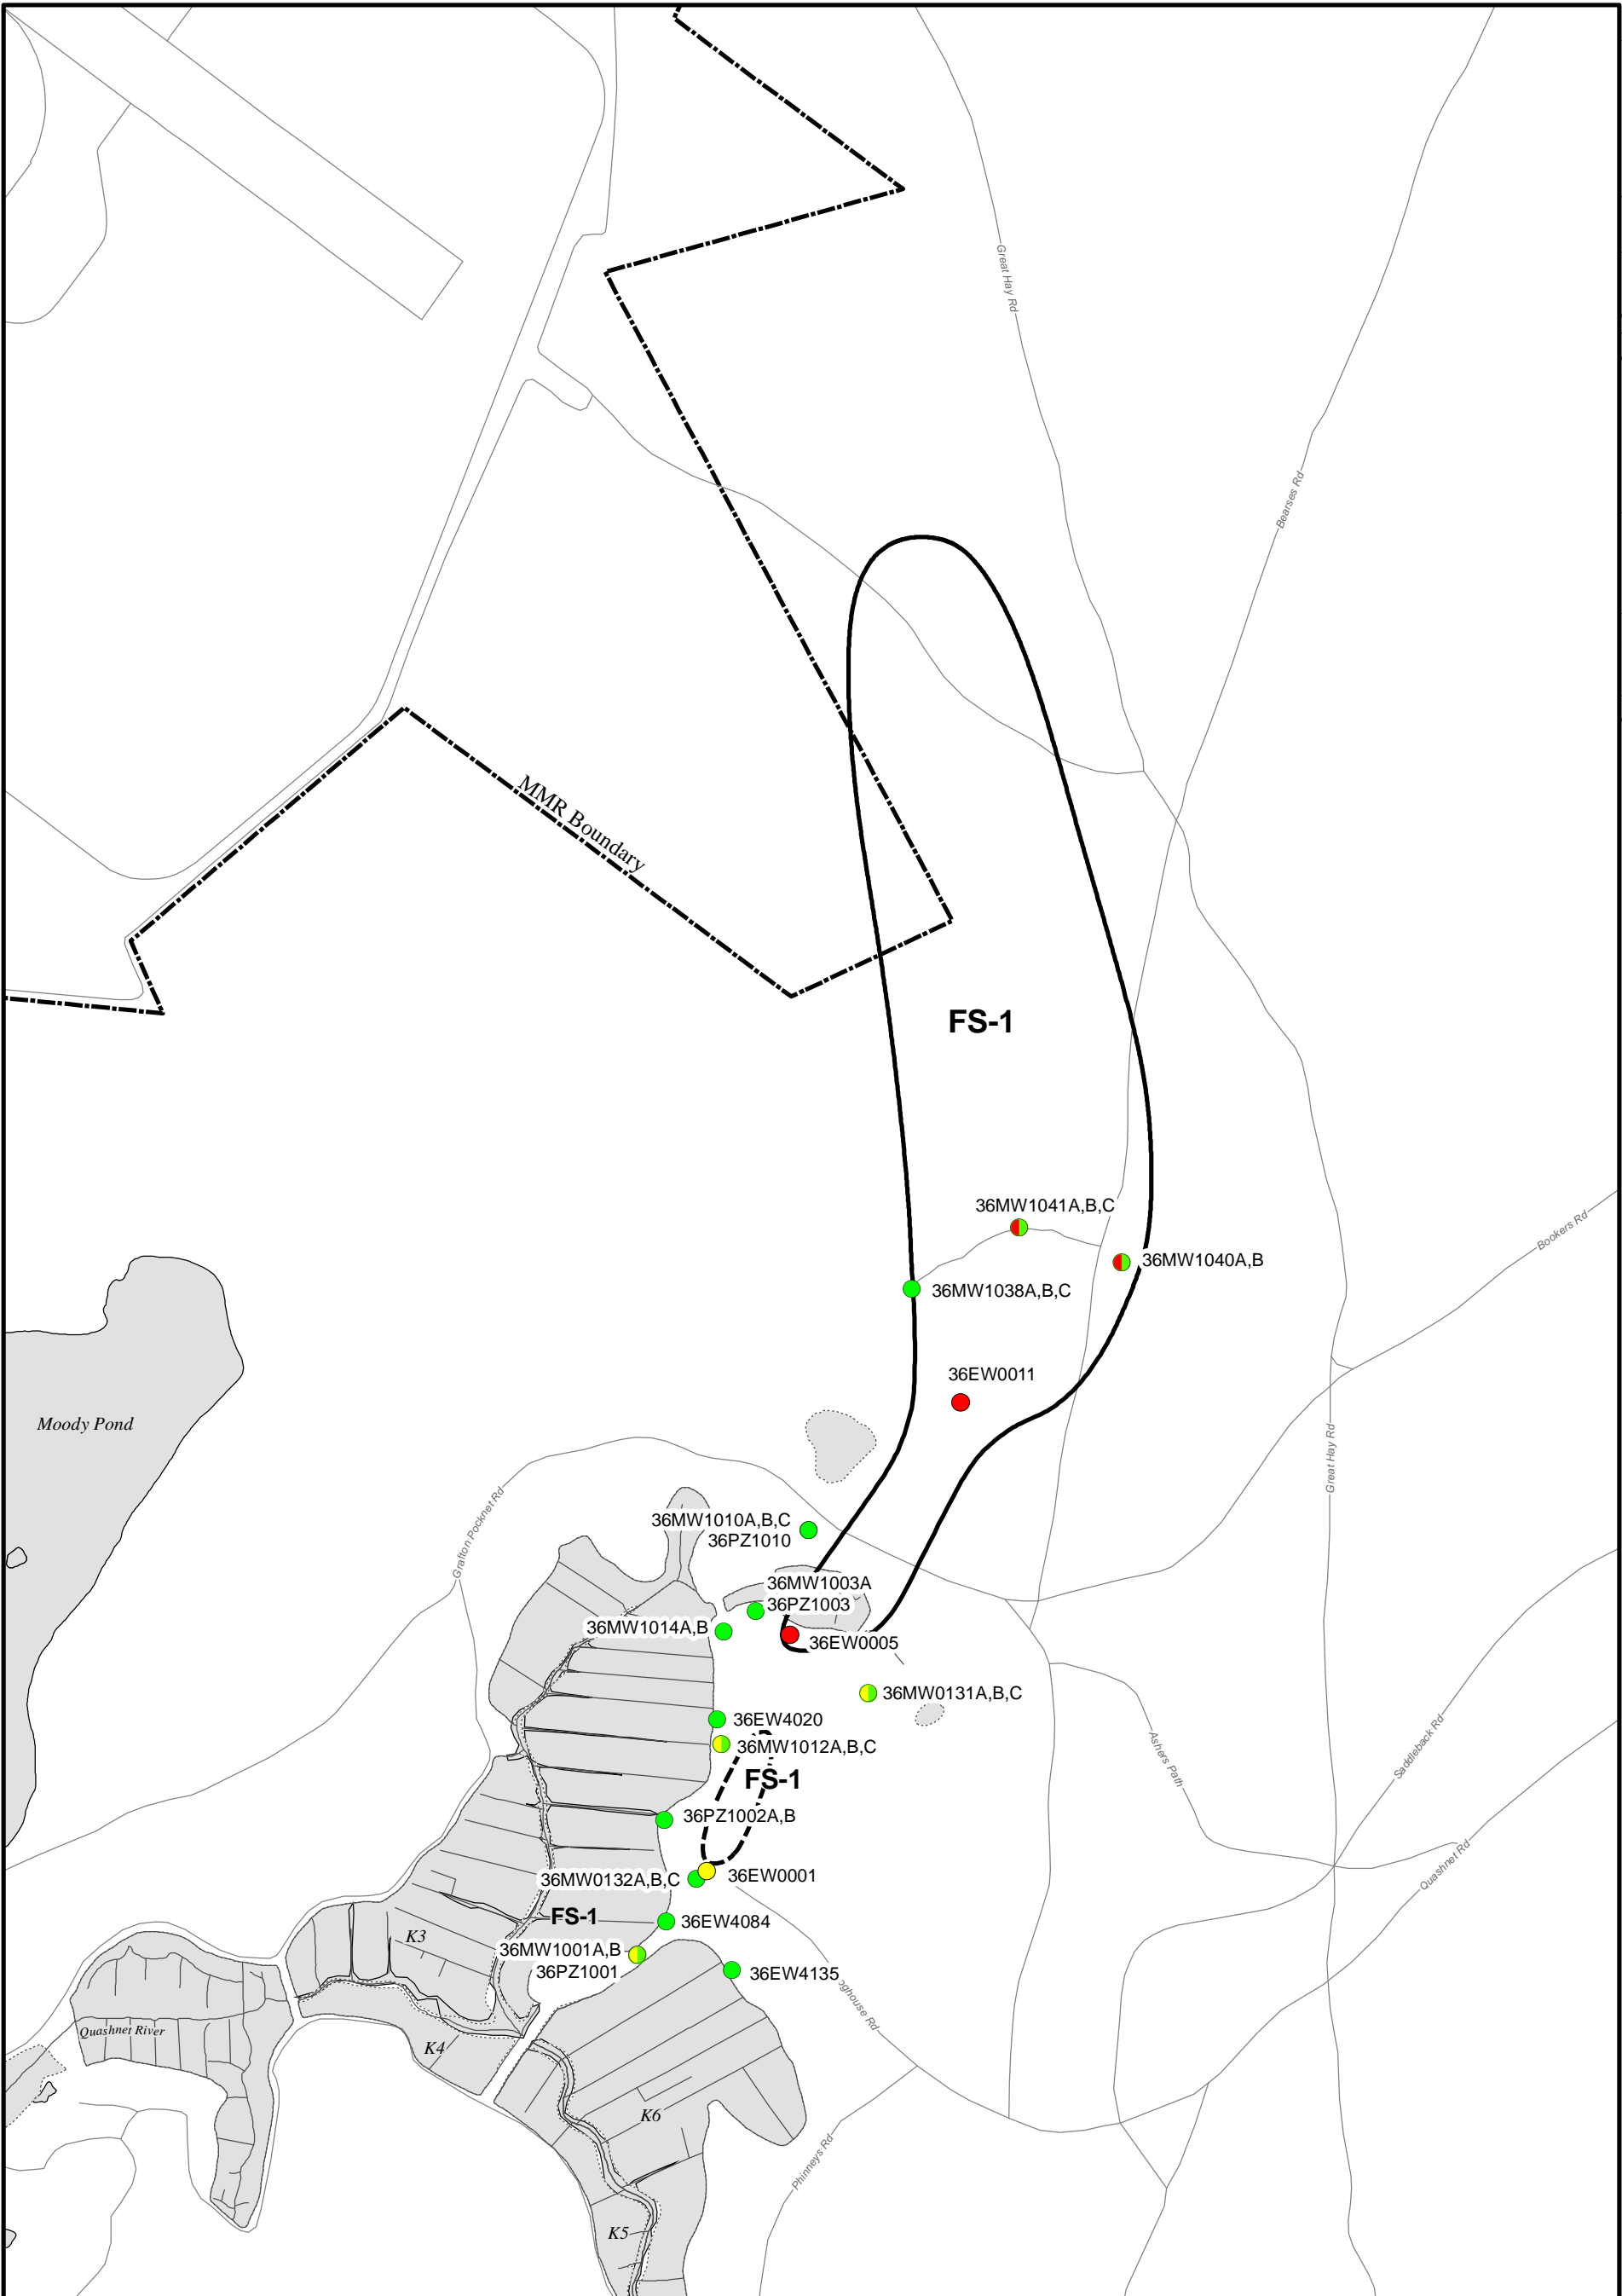 Great Hay Rd
Bearses Rd
MMR Boundary
FS-1
36MW1041A,B,C
36MW1040A,B
36MW1038A,B,C
Bookers Rd
36EW0011
Moody Pond
Great Hay Rd
Grafton Pocknet Rd
36MW1010A,B,C
36PZ1010
36MW1003A
36PZ1003
36MW1014A,B
36EW0005
36MW0131A,B,C
36EW4020
36MW1012A,B,C
Ashers Path
Saddleback Rd
FS-1
36PZ1002A,B
Quashnet Rd
36MW0132A,B,C
36EW0001
FS-1
36EW4084
K3
36MW1001A,B
36PZ1001
36EW4135
oghouse Rd
Quashnet River
K4
K6
Phinneys Rd
K5